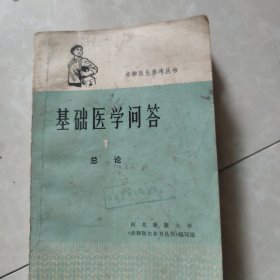 赤脚医生参考丛书
基础医学问答
1
总论
河北新医大学
《赤脚医生参考丛书》编写组